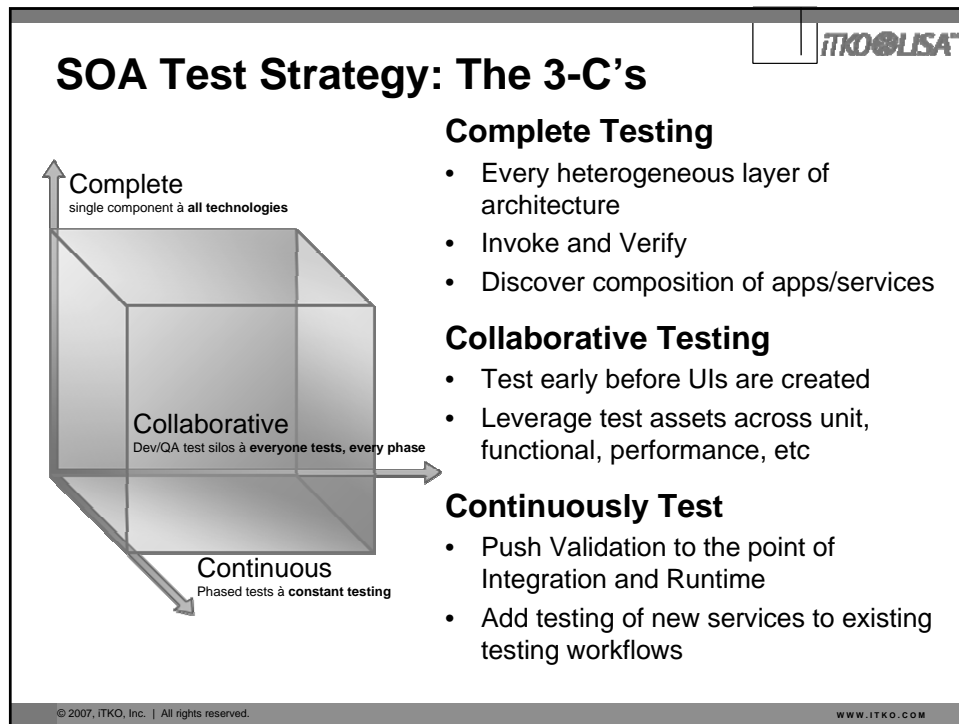 iTKO LISA™
SOA Test Strategy: The 3-C's
Complete
single component à all technologies
Collaborative
Dev/QA test silos à everyone tests, every phase
Continuous
Phased tests à constant testing
Complete Testing
• Every heterogeneous layer of
architecture
• Invoke and Verify
• Discover composition of apps/services
Collaborative Testing
• Test early before UIs are created
• Leverage test assets across unit,
functional, performance, etc
Continuously Test
• Push Validation to the point of
Integration and Runtime
• Add testing of new services to existing
testing workflows
© 2007, iTKO, Inc. | All rights reserved.
WWW.ITKO.COM